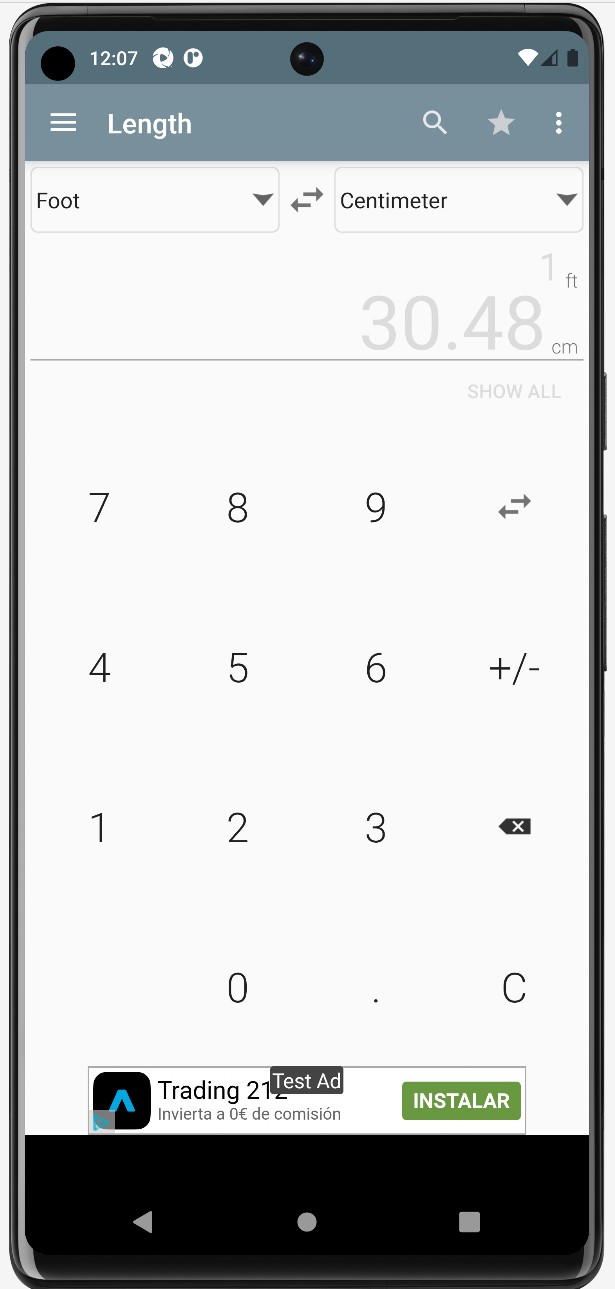 12:07
Length
Foot
Centimeter
1 ft
30.48 cm
SHOW ALL
7 8 9
4 5 6 +/-
1 2 3
0 . C
Test Ad
Trading 212
Invierta a 0€ de comisión
INSTALAR